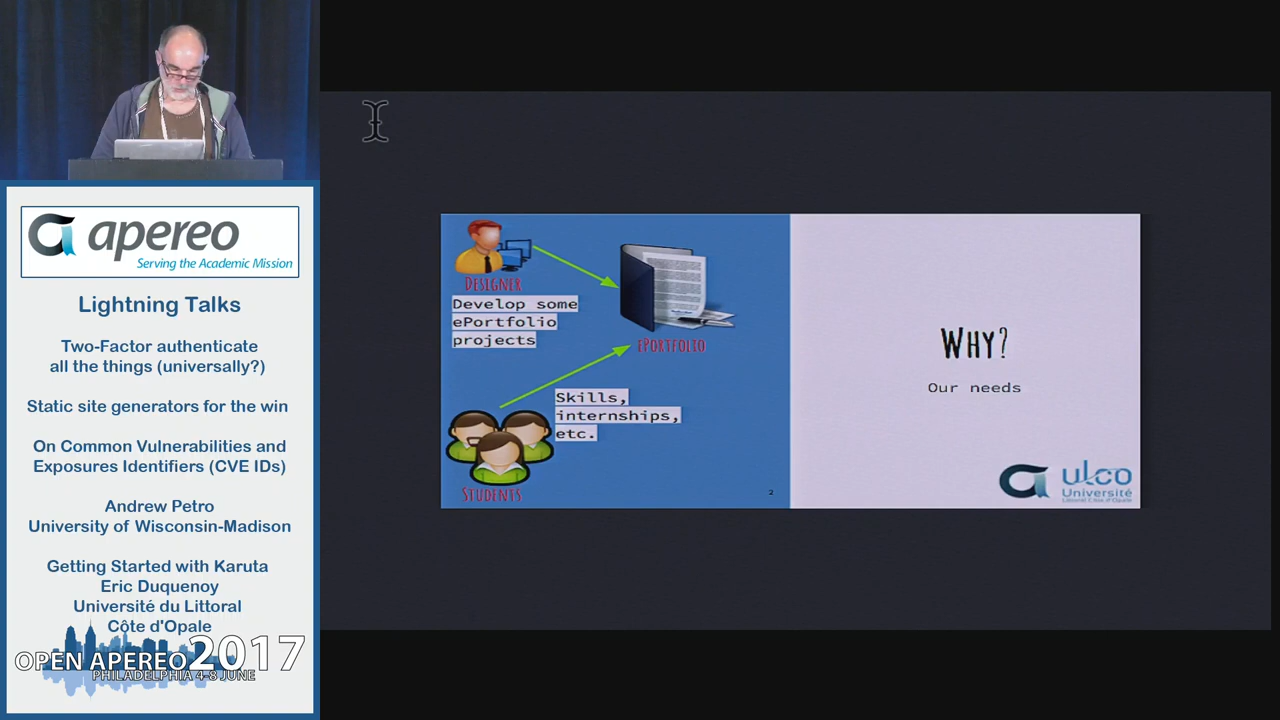 apereo
Serving the Academic Mission
Lightning Talks
Two-Factor authenticate
all the things (universally?)
Static site generators for the win
On Common Vulnerabilities and
Exposures Identifiers (CVE IDs)
Andrew Petro
University of Wisconsin-Madison
Getting Started with Karuta
Eric Duquenoy
Université du Littoral
Côte d'Opale
OPEN APEREO 2017
PHILADELPHIA 4-8 JUNE
DESIGNER
Develop some
ePortfolio
projects
EPORTFOLIO
Skills,
internships,
etc.
STUDENTS
2
WHY?
Our needs
ulco
Université
Littoral Côte d'Opale